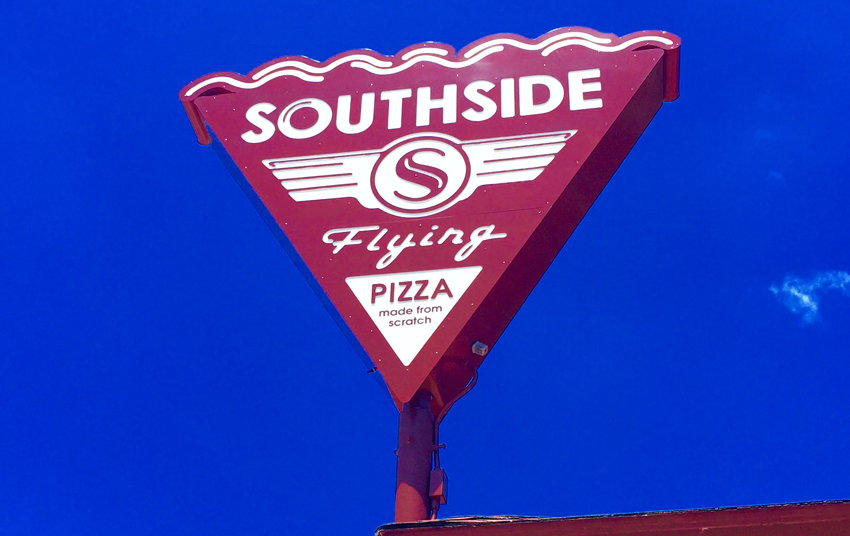 SOUTHSIDE
S
Flying
PIZZA
made from
scratch